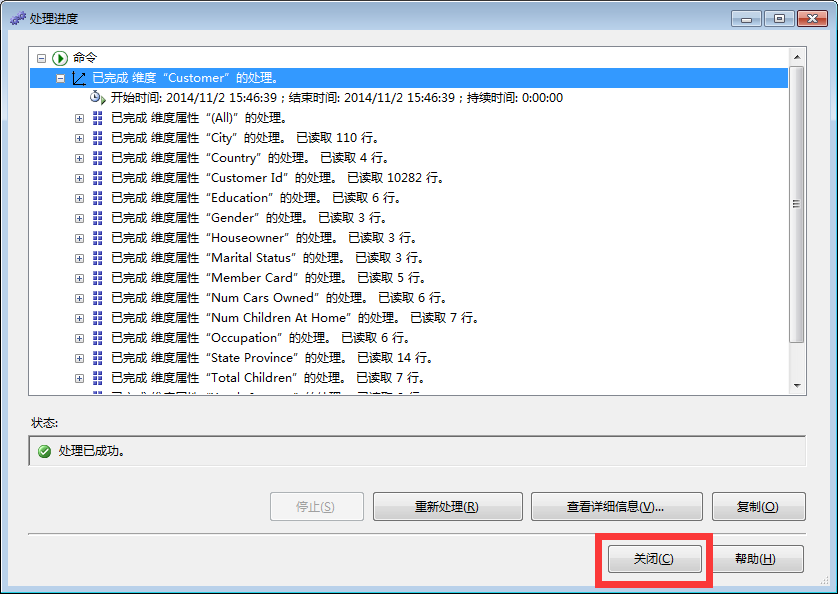 处理进度
命令
已完成 维度“Customer”的处理。
开始时间: 2014/11/2 15:46:39；结束时间: 2014/11/2 15:46:39；持续时间: 0:00:00
已完成 维度属性“(All)”的处理。
已完成 维度属性“City”的处理。 已读取 110 行。
已完成 维度属性“Country”的处理。 已读取 4 行。
已完成 维度属性“Customer Id”的处理。 已读取 10282 行。
已完成 维度属性“Education”的处理。 已读取 6 行。
已完成 维度属性“Gender”的处理。 已读取 3 行。
已完成 维度属性“Houseowner”的处理。 已读取 3 行。
已完成 维度属性“Marital Status”的处理。 已读取 3 行。
已完成 维度属性“Member Card”的处理。 已读取 5 行。
已完成 维度属性“Num Cars Owned”的处理。 已读取 6 行。
已完成 维度属性“Num Children At Home”的处理。 已读取 7 行。
已完成 维度属性“Occupation”的处理。 已读取 6 行。
已完成 维度属性“State Province”的处理。 已读取 14 行。
已完成 维度属性“Total Children”的处理。 已读取 7 行。
状态:
处理已成功。
停止(S) 重新处理(R) 查看详细信息(V)... 复制(O)
关闭(C) 帮助(H)